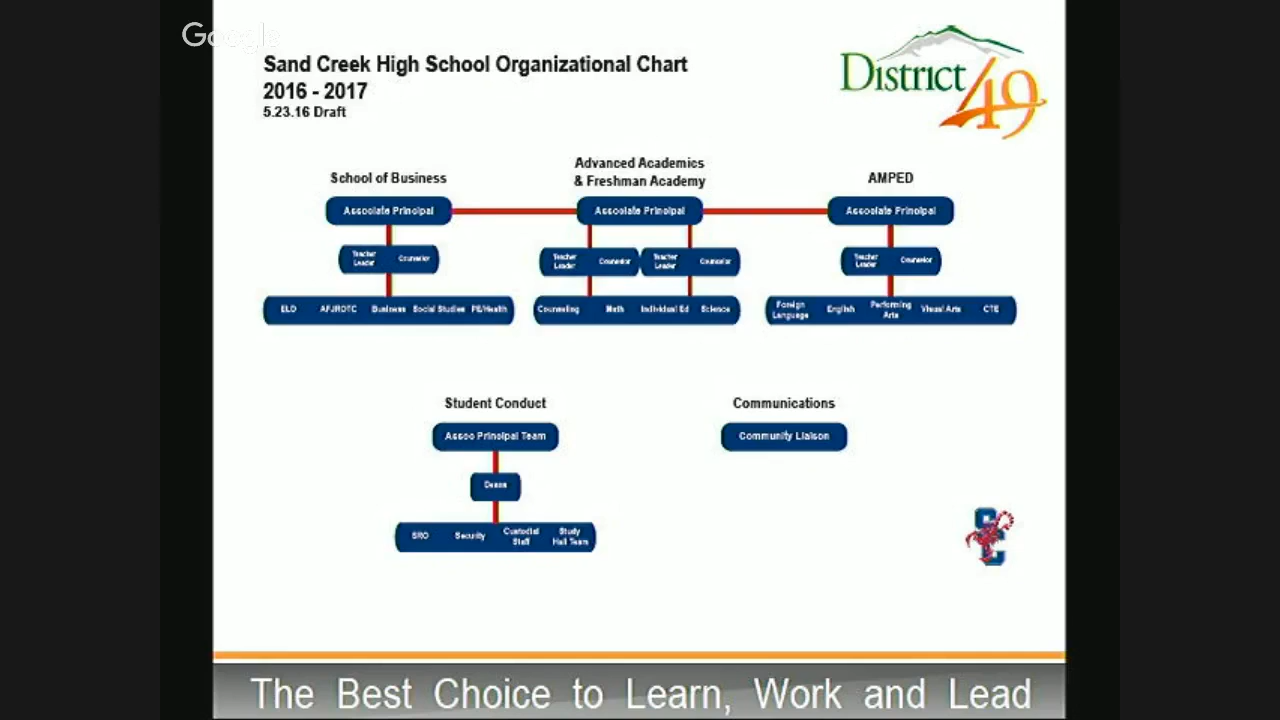 Google
Sand Creek High School Organizational Chart
2016 - 2017
5.23.16 Draft
District
49
School of Business
Advanced Academics
& Freshman Academy
AMPED
Associate Principal
Associate Principal
Associate Principal
Teacher
Leader
Counselor
Teacher
Leader
Counselor
Teacher
Leader
Counselor
Teacher
Leader
Counselor
ELD AFJROTC Business Social Studies PE/Health
Counseling Math Individual Ed Science
Foreign
Language
English
Performing
Arts
Visual Arts
CTE
Student Conduct
Communications
Assoc Principal Team
Community Liaison
Deans
SRO
Security
Custodial
Staff
Study
Hall Team
SC
The Best Choice to Learn, Work and Lead